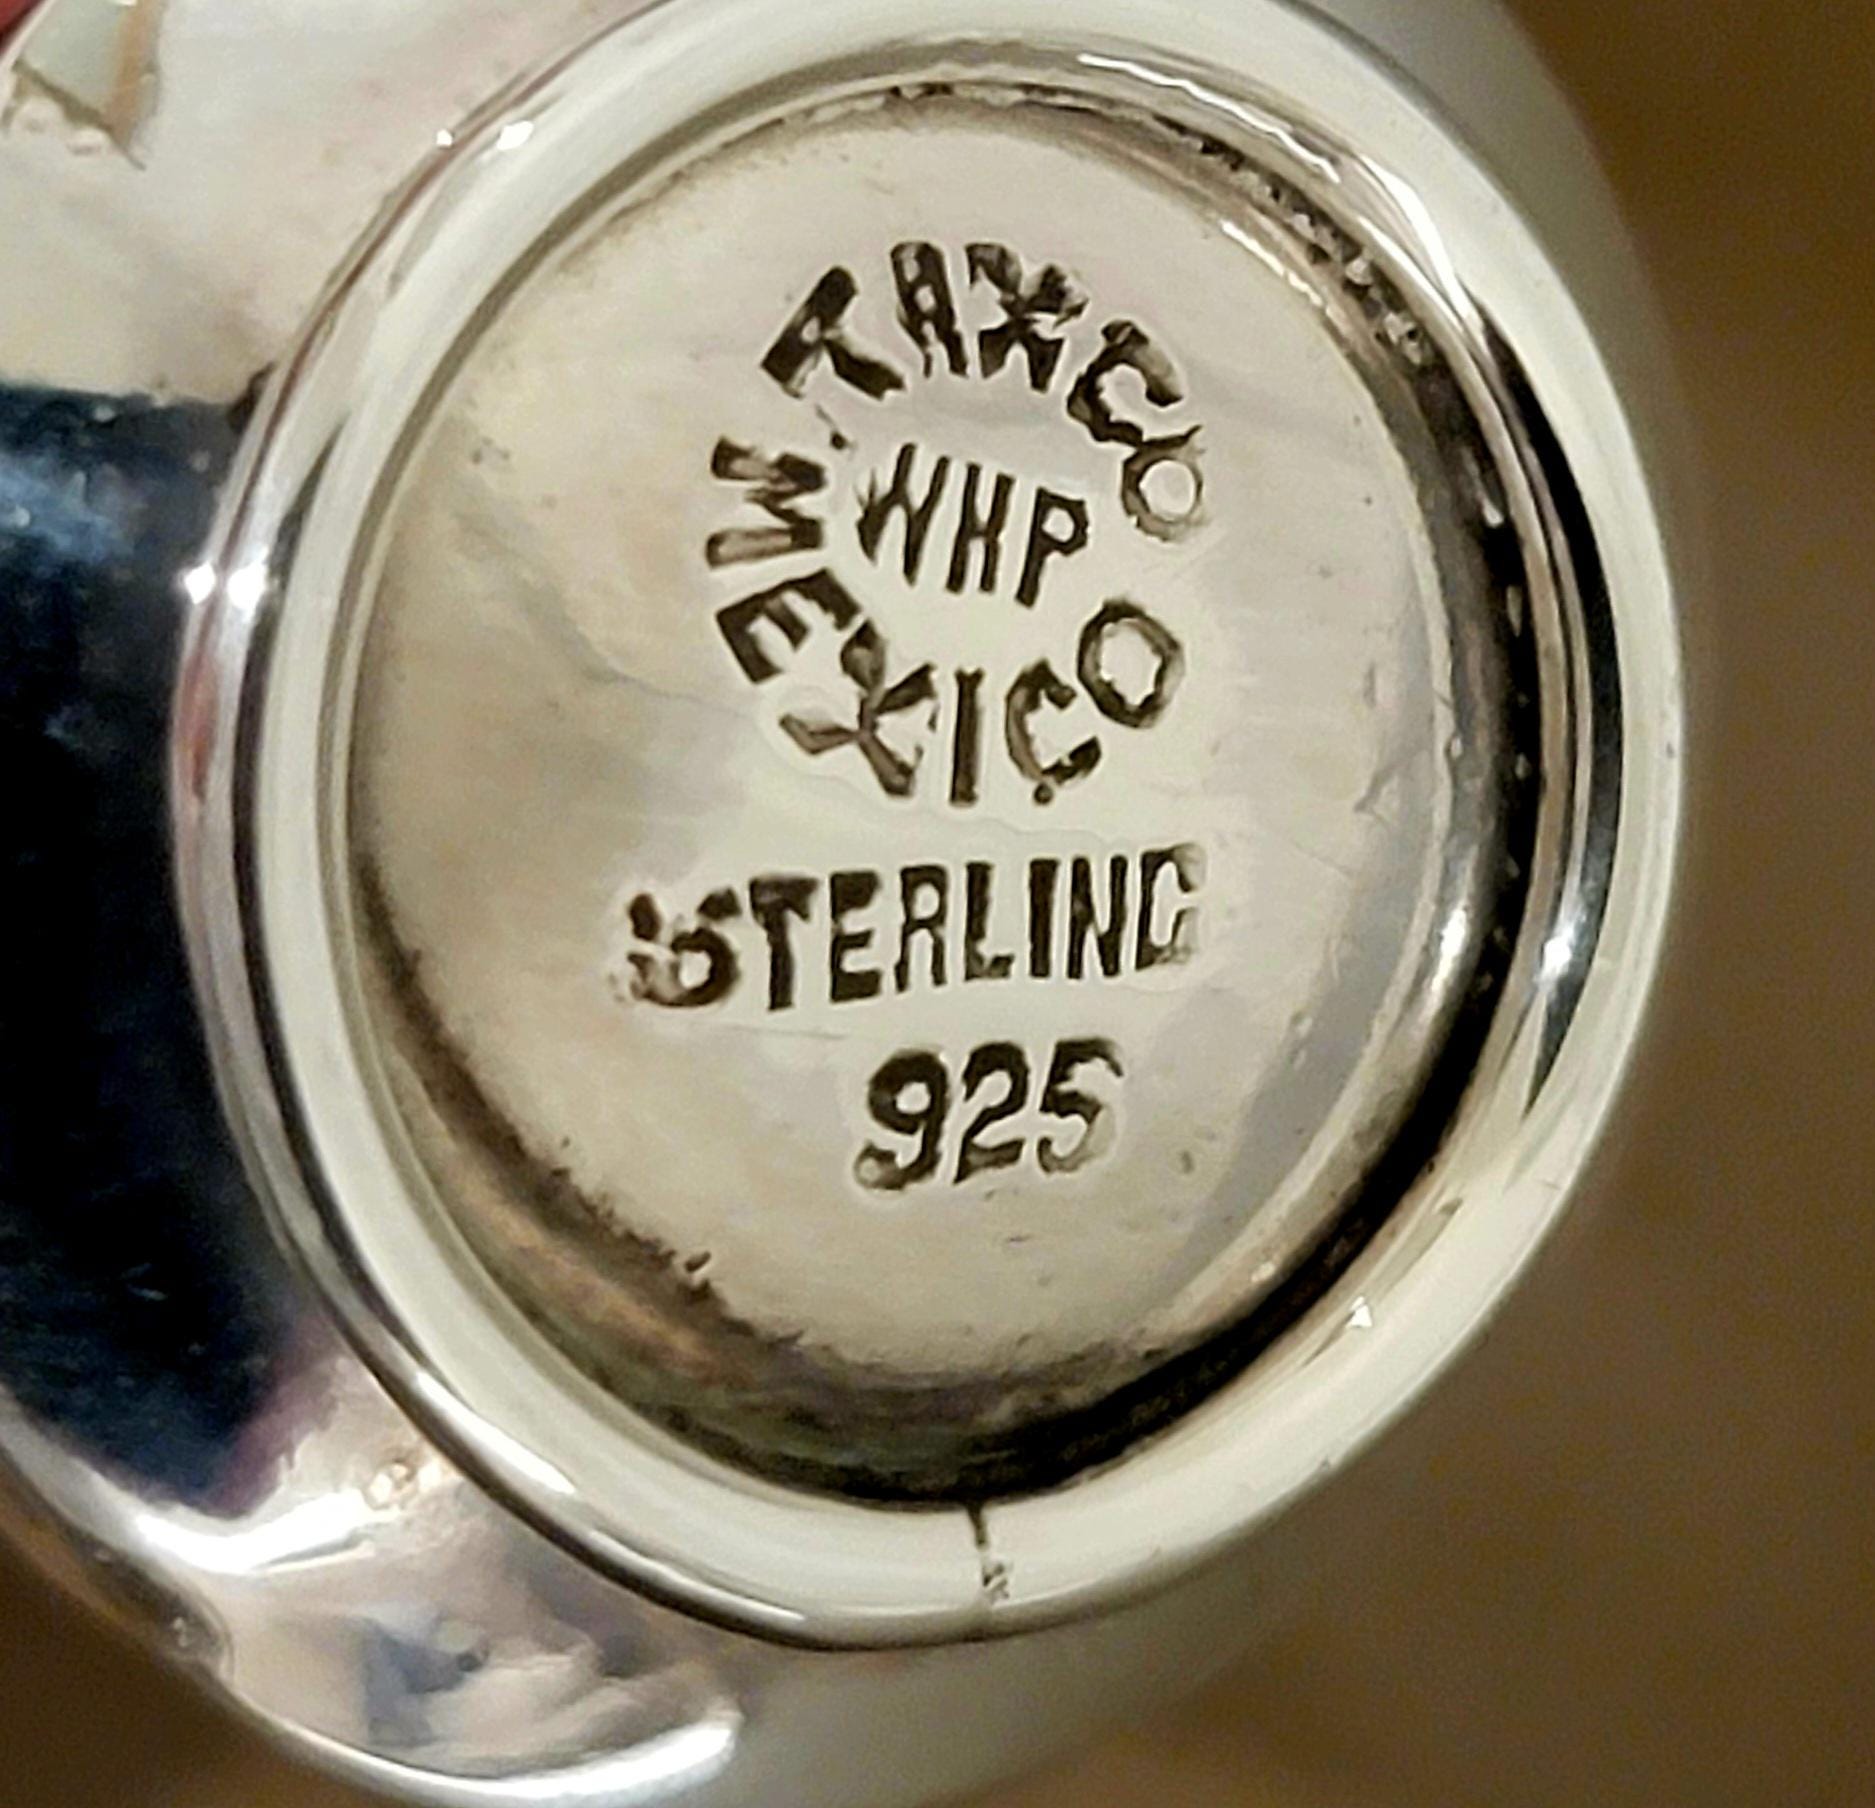 TAXCO
WHP
MEXICO
STERLING
925